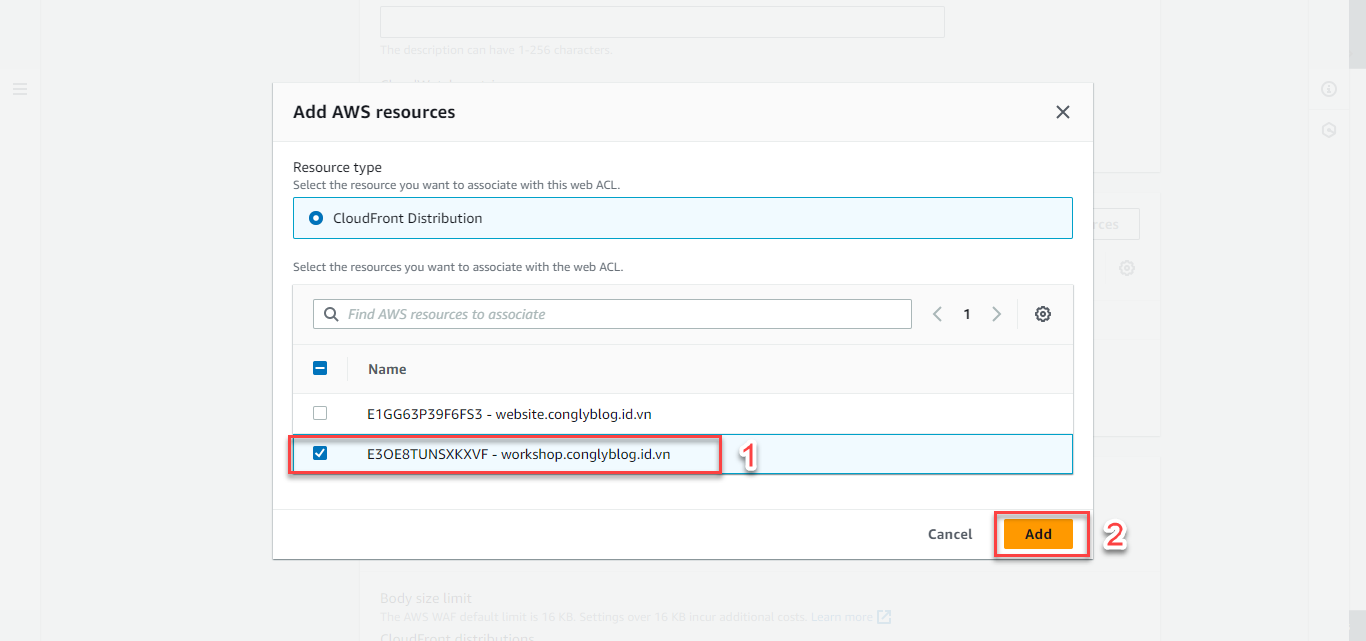 The description can have 1-256 characters.
Add AWS resources
Resource type
Select the resource you want to associate with this web ACL.
CloudFront Distribution
Select the resources you want to associate with the web ACL.
Find AWS resources to associate
1
Name
E1GG63P39F6FS3 - website.conglyblog.id.vn
E3OE8TUNSXKXVF - workshop.conglyblog.id.vn
1
Cancel
Add
2
Body size limit
The AWS WAF default limit is 16 KB. Settings over 16 KB incur additional costs. Learn more
CloudFront distributions